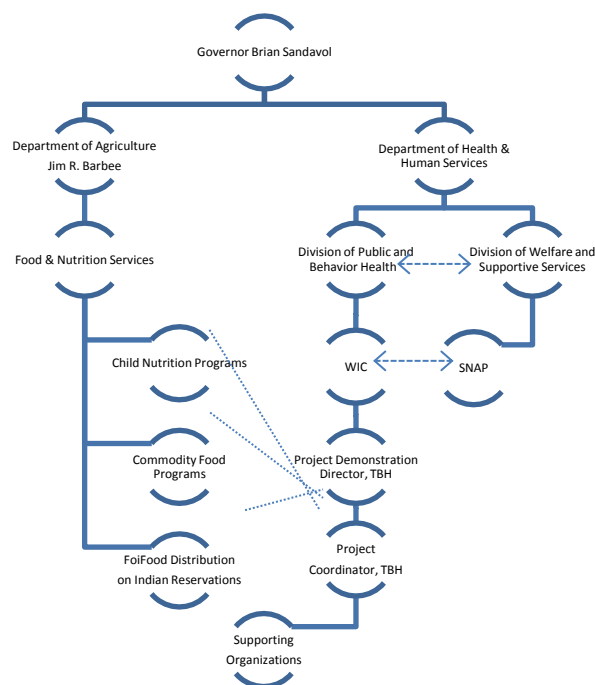 Governor Brian Sandavol
Department of Agriculture
Jim R. Barbee
Department of Health &
Human Services
Food & Nutrition Services
Division of Public and
Behavior Health
Division of Welfare and
Supportive Services
Child Nutrition Programs
WIC
SNAP
Commodity Food
Programs
Project Demonstration
Director, TBH
FoiFood Distribution
on Indian Reservations
Project
Coordinator, TBH
Supporting
Organizations